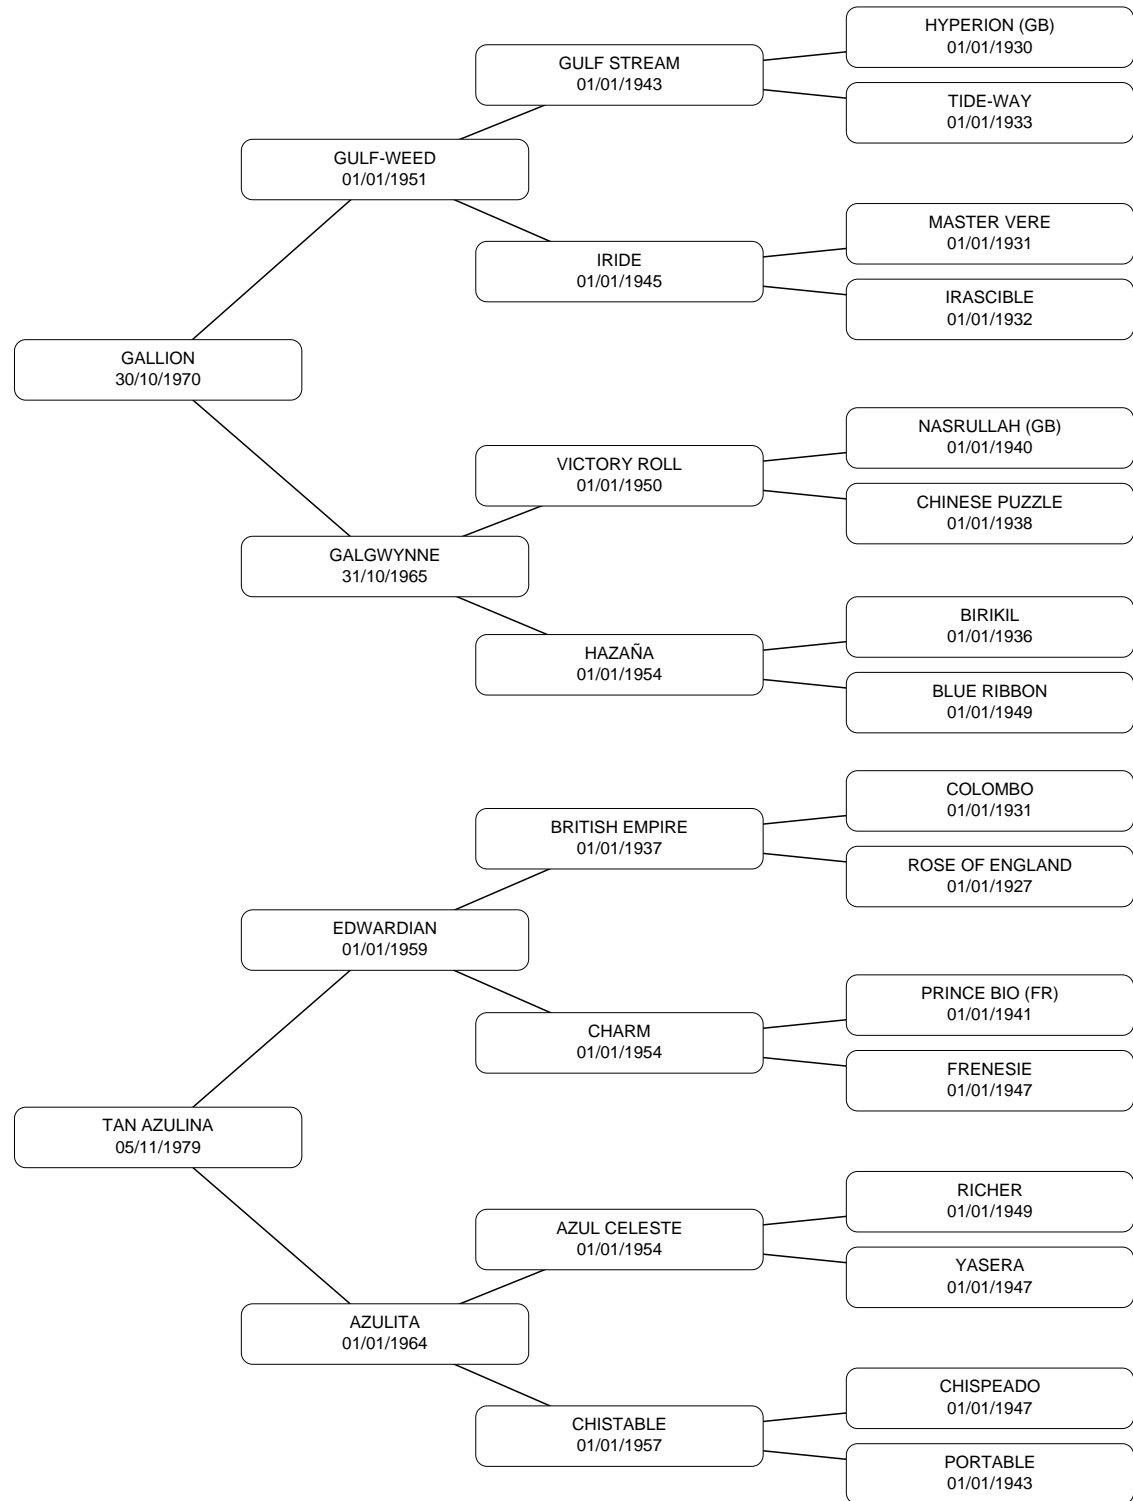 HYPERION (GB)
01/01/1930
GULF STREAM
01/01/1943
TIDE-WAY
01/01/1933
GULF-WEED
01/01/1951
MASTER VERE
01/01/1931
IRIDE
01/01/1945
IRASCIBLE
01/01/1932
GALLION
30/10/1970
NASRULLAH (GB)
01/01/1940
VICTORY ROLL
01/01/1950
CHINESE PUZZLE
01/01/1938
GALGWYNNE
31/10/1965
BIRIKIL
01/01/1936
HAZAÑA
01/01/1954
BLUE RIBBON
01/01/1949
COLOMBO
01/01/1931
BRITISH EMPIRE
01/01/1937
ROSE OF ENGLAND
01/01/1927
EDWARDIAN
01/01/1959
PRINCE BIO (FR)
01/01/1941
CHARM
01/01/1954
FRENESIE
01/01/1947
TAN AZULINA
05/11/1979
RICHER
01/01/1949
AZUL CELESTE
01/01/1954
YASERA
01/01/1947
AZULITA
01/01/1964
CHISPEADO
01/01/1947
CHISTABLE
01/01/1957
PORTABLE
01/01/1943